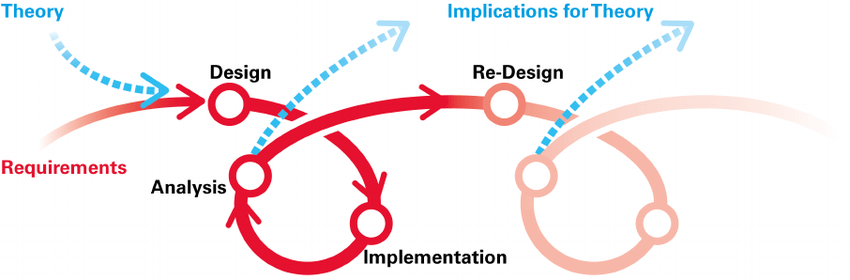 Theory
Implications for Theory
Design
Re-Design
Requirements
Analysis
Implementation